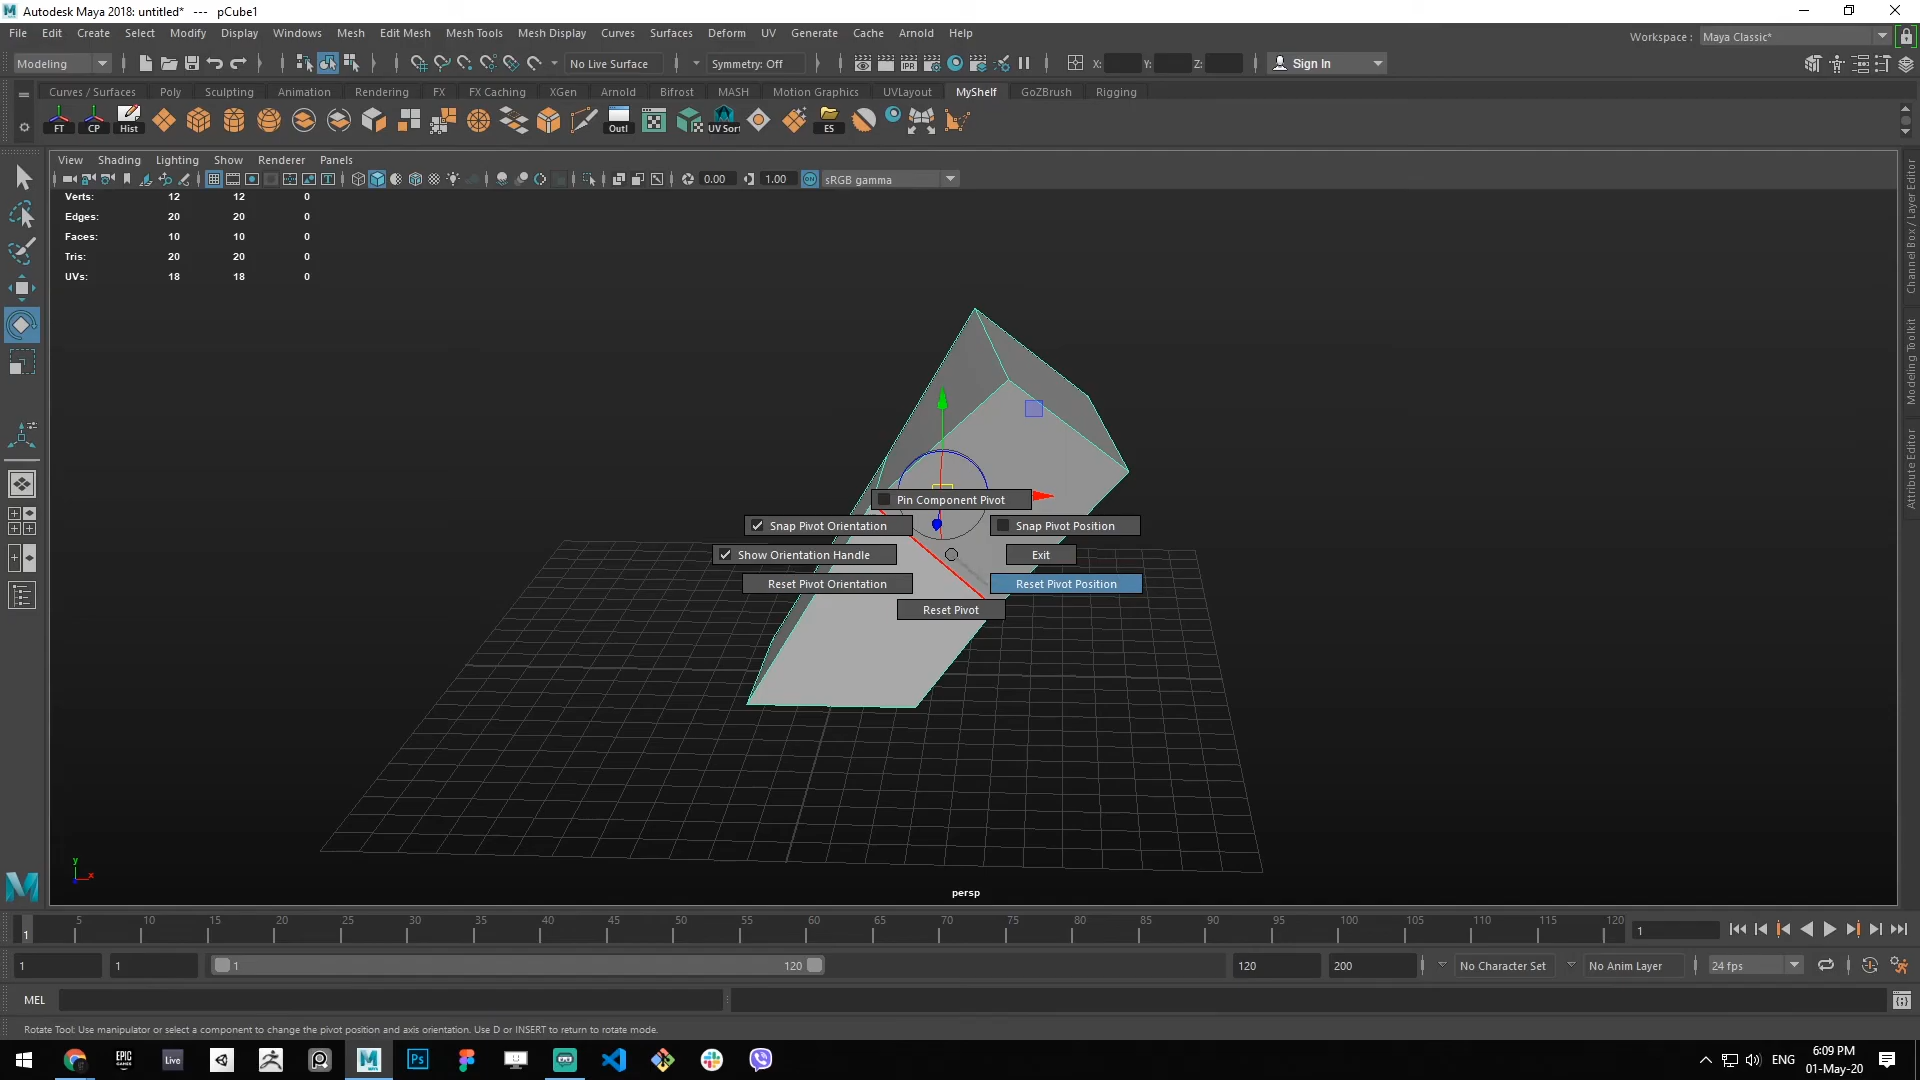 Autodesk Maya 2018: untitled* --- pCube1
File Edit Create Select Modify Display Windows Mesh Edit Mesh Mesh Tools Mesh Display Curves Surfaces Deform UV Generate Cache Arnold Help
Workspace : Maya Classic*
Modeling No Live Surface Symmetry: Off IPR X: Y: Z: Sign In
Curves / Surfaces Poly Sculpting Animation Rendering FX FX Caching XGen Arnold Bifrost MASH Motion Graphics UVLayout MyShelf GoZBrush Rigging
FT CP Hist Outl UV Sort ES
View Shading Lighting Show Renderer Panels
0.00 1.00 ON sRGB gamma
Verts: 12 12 0
Edges: 20 20 0
Faces: 10 10 0
Tris: 20 20 0
UVs: 18 18 0
Channel Box / Layer Editor
Modeling Toolkit
Attribute Editor
Pin Component Pivot
Snap Pivot Orientation
Snap Pivot Position
Show Orientation Handle
Exit
Reset Pivot Orientation
Reset Pivot Position
Reset Pivot
y
x
persp
5 10 15 20 25 30 35 40 45 50 55 60 65 70 75 80 85 90 95 100 105 110 115 120
1
1
1 1 1 120 120 200 No Character Set No Anim Layer 24 fps
MEL
Rotate Tool: Use manipulator or select a component to change the pivot position and axis orientation. Use D or INSERT to return to rotate mode.
EPIC GAMES Live MAYA Ps ENG
6:09 PM
01-May-20